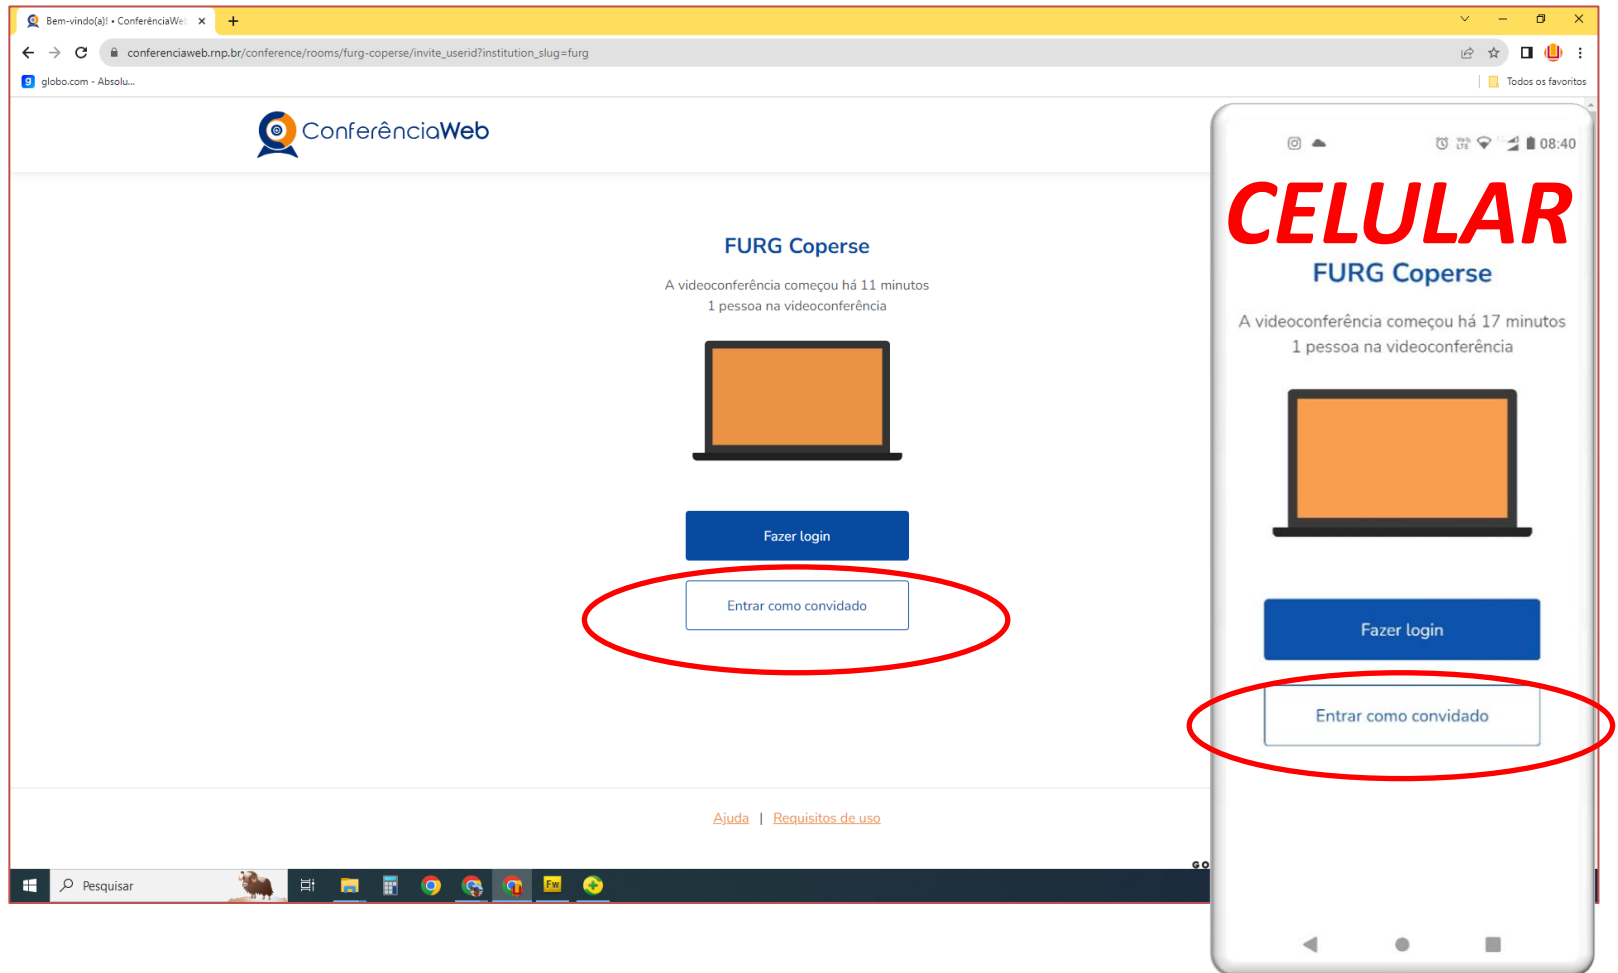 Bem-vindo(a)! • ConferênciaWe
conferenciaweb.rnp.br/conference/rooms/furg-coperse/invite_userid?institution_slug=furg
globo.com - Absolu...
Todos os favoritos
ConferênciaWeb
FURG Coperse
A videoconferência começou há 11 minutos
1 pessoa na videoconferência
Fazer login
Entrar como convidado
Ajuda | Requisitos de uso
GO
Pesquisar
Fw
08:40
CELULAR
FURG Coperse
A videoconferência começou há 17 minutos
1 pessoa na videoconferência
Fazer login
Entrar como convidado